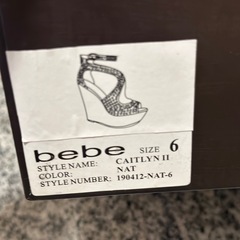 bebe SIZE 6
STYLE NAME: CAITLYN II
COLOR: NAT
STYLE NUMBER: 190412-NAT-6